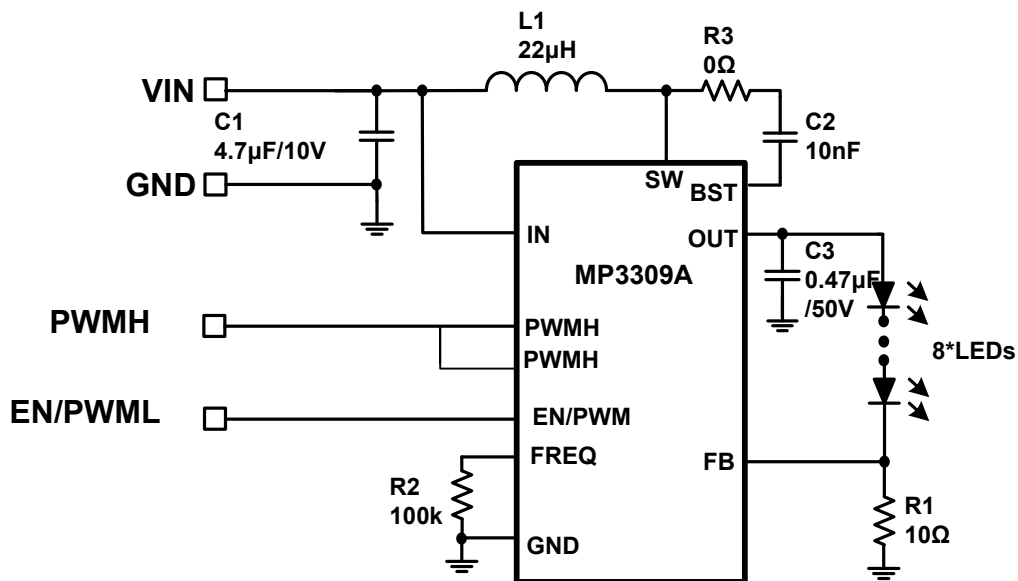 L1
22μH
R3
0Ω
VIN
C1
4.7μF/10V
C2
10nF
GND
SW
BST
IN
OUT
MP3309A
C3
0.47μF
/50V
PWMH
PWMH
PWMH
8*LEDs
EN/PWML
EN/PWM
FREQ
FB
R2
100k
R1
10Ω
GND